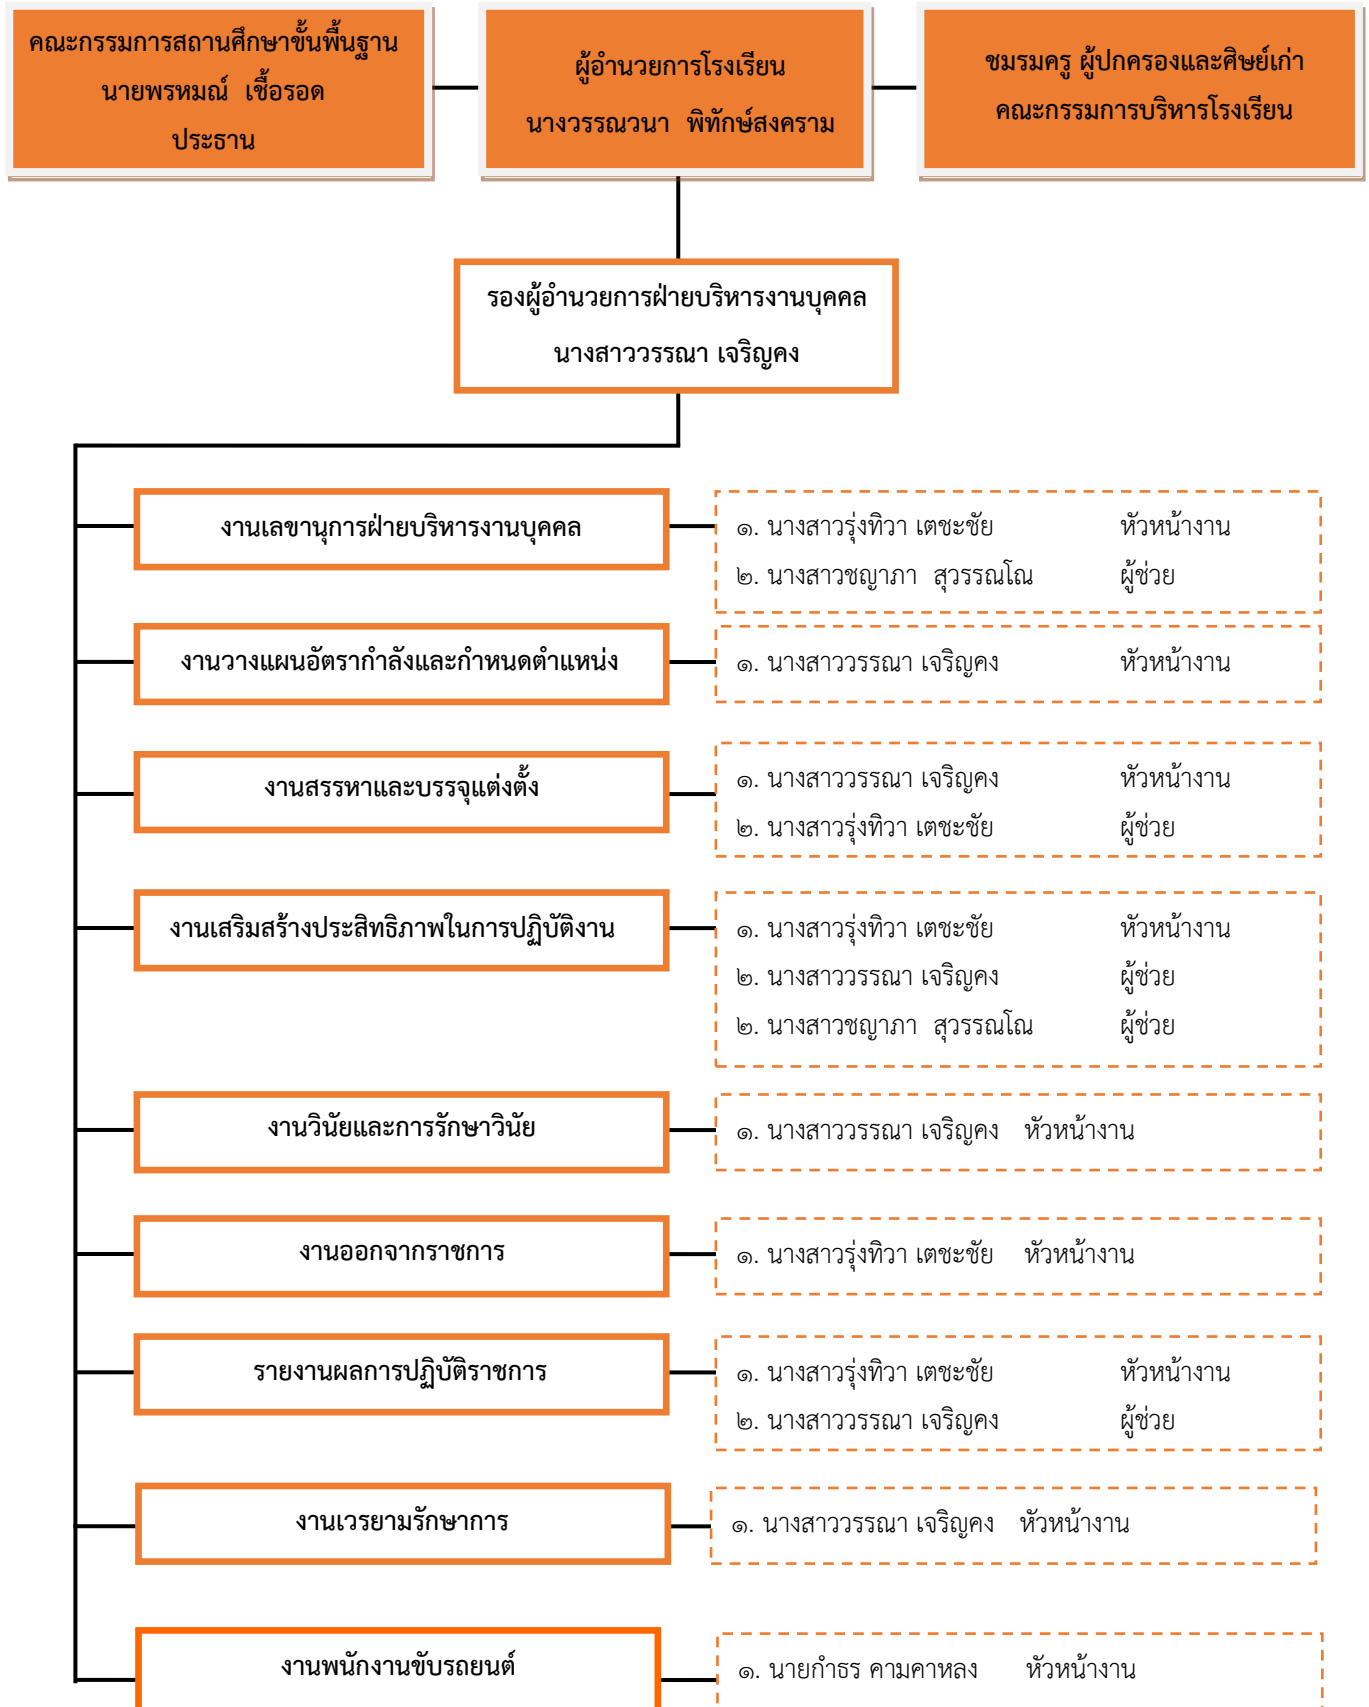 คณะกรรมการสถานศึกษาขั้นพื้นฐาน
นายพรหมณ์ เชื้อรอด
ประธาน
ผู้อำนวยการโรงเรียน
นางวรรณวนา พิทักษ์สงคราม
ชมรมครู ผู้ปกครองและศิษย์เก่า
คณะกรรมการบริหารโรงเรียน
รองผู้อำนวยการฝ่ายบริหารงานบุคคล
นางสาววรรณา เจริญคง
งานเลขานุการฝ่ายบริหารงานบุคคล
๑. นางสาวรุ่งทิวา เตชะชัย หัวหน้างาน
๒. นางสาวชญาภา สุวรรณโณ ผู้ช่วย
งานวางแผนอัตรากำลังและกำหนดตำแหน่ง
๑. นางสาววรรณา เจริญคง หัวหน้างาน
งานสรรหาและบรรจุแต่งตั้ง
๑. นางสาววรรณา เจริญคง หัวหน้างาน
๒. นางสาวรุ่งทิวา เตชะชัย ผู้ช่วย
งานเสริมสร้างประสิทธิภาพในการปฏิบัติงาน
๑. นางสาวรุ่งทิวา เตชะชัย หัวหน้างาน
๒. นางสาววรรณา เจริญคง ผู้ช่วย
๒. นางสาวชญาภา สุวรรณโณ ผู้ช่วย
งานวินัยและการรักษาวินัย
๑. นางสาววรรณา เจริญคง หัวหน้างาน
งานออกจากราชการ
๑. นางสาวรุ่งทิวา เตชะชัย หัวหน้างาน
รายงานผลการปฏิบัติราชการ
๑. นางสาวรุ่งทิวา เตชะชัย หัวหน้างาน
๒. นางสาววรรณา เจริญคง ผู้ช่วย
งานเวรยามรักษาการ
๑. นางสาววรรณา เจริญคง หัวหน้างาน
งานพนักงานขับรถยนต์
๑. นายกำธร คามคาหลง หัวหน้างาน